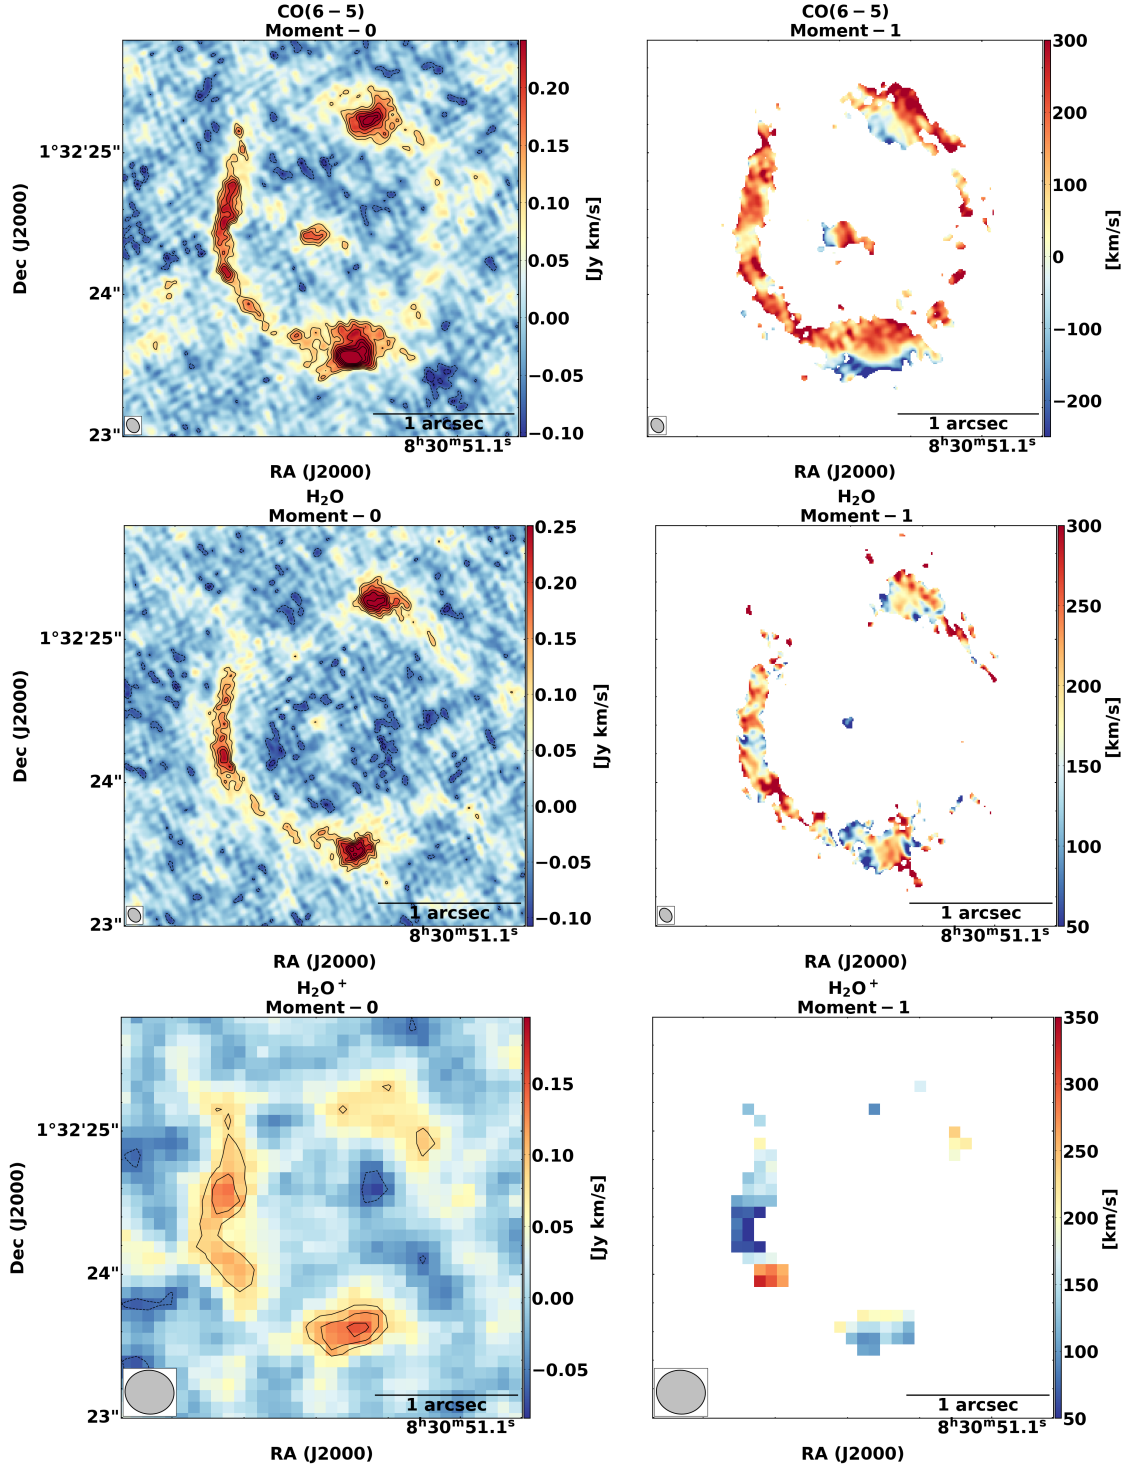 CO(6 − 5)
Moment − 0
CO(6 − 5)
Moment − 1
Dec (J2000)
1°32'25"
24"
23"
1 arcsec
8ʰ30ᵐ51.1ˢ
RA (J2000)
0.20
0.15
0.10
0.05
0.00
−0.05
−0.10
[Jy km/s]
1 arcsec
8ʰ30ᵐ51.1ˢ
RA (J2000)
300
200
100
0
−100
−200
[km/s]
H₂O
Moment − 0
H₂O
Moment − 1
Dec (J2000)
1°32'25"
24"
23"
1 arcsec
8ʰ30ᵐ51.1ˢ
RA (J2000)
0.25
0.20
0.15
0.10
0.05
0.00
−0.05
−0.10
[Jy km/s]
1 arcsec
8ʰ30ᵐ51.1ˢ
RA (J2000)
300
250
200
150
100
50
[km/s]
H₂O⁺
Moment − 0
H₂O⁺
Moment − 1
Dec (J2000)
1°32'25"
24"
23"
1 arcsec
8ʰ30ᵐ51.1ˢ
RA (J2000)
0.15
0.10
0.05
0.00
−0.05
[Jy km/s]
1 arcsec
8ʰ30ᵐ51.1ˢ
RA (J2000)
350
300
250
200
150
100
50
[km/s]